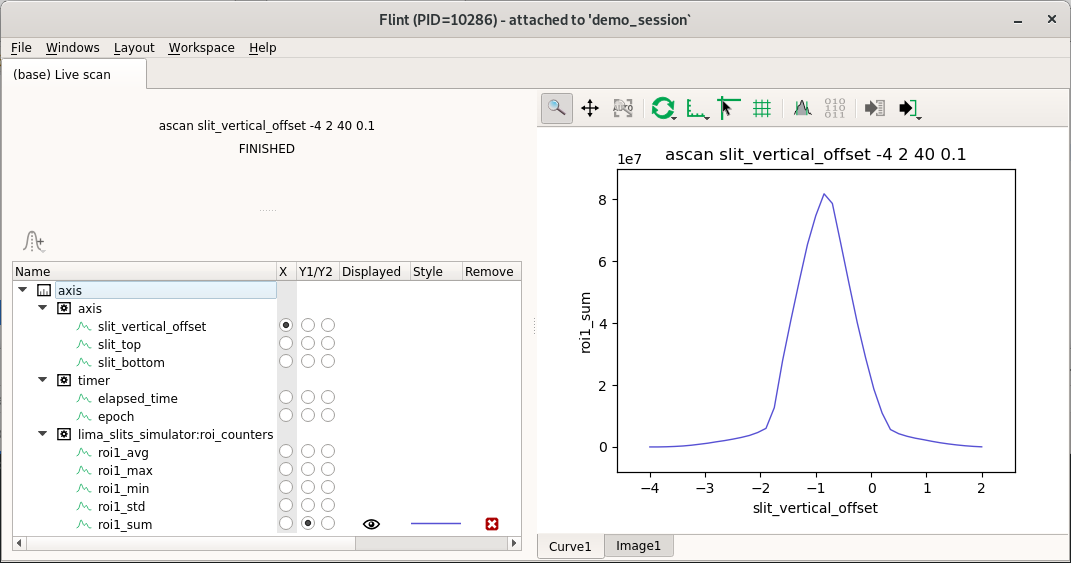 Flint (PID=10286) - attached to 'demo_session`
File Windows Layout Workspace Help
(base) Live scan
ascan slit_vertical_offset -4 2 40 0.1
FINISHED
Name X Y1/Y2 Displayed Style Remove
axis
axis
slit_vertical_offset
slit_top
slit_bottom
timer
elapsed_time
epoch
lima_slits_simulator:roi_counters
roi1_avg
roi1_max
roi1_min
roi1_std
roi1_sum
AUTO
010
110
011
1e7
ascan slit_vertical_offset -4 2 40 0.1
8
6
4
2
0
roi1_sum
−4 −3 −2 −1 0 1 2
slit_vertical_offset
Curve1 Image1